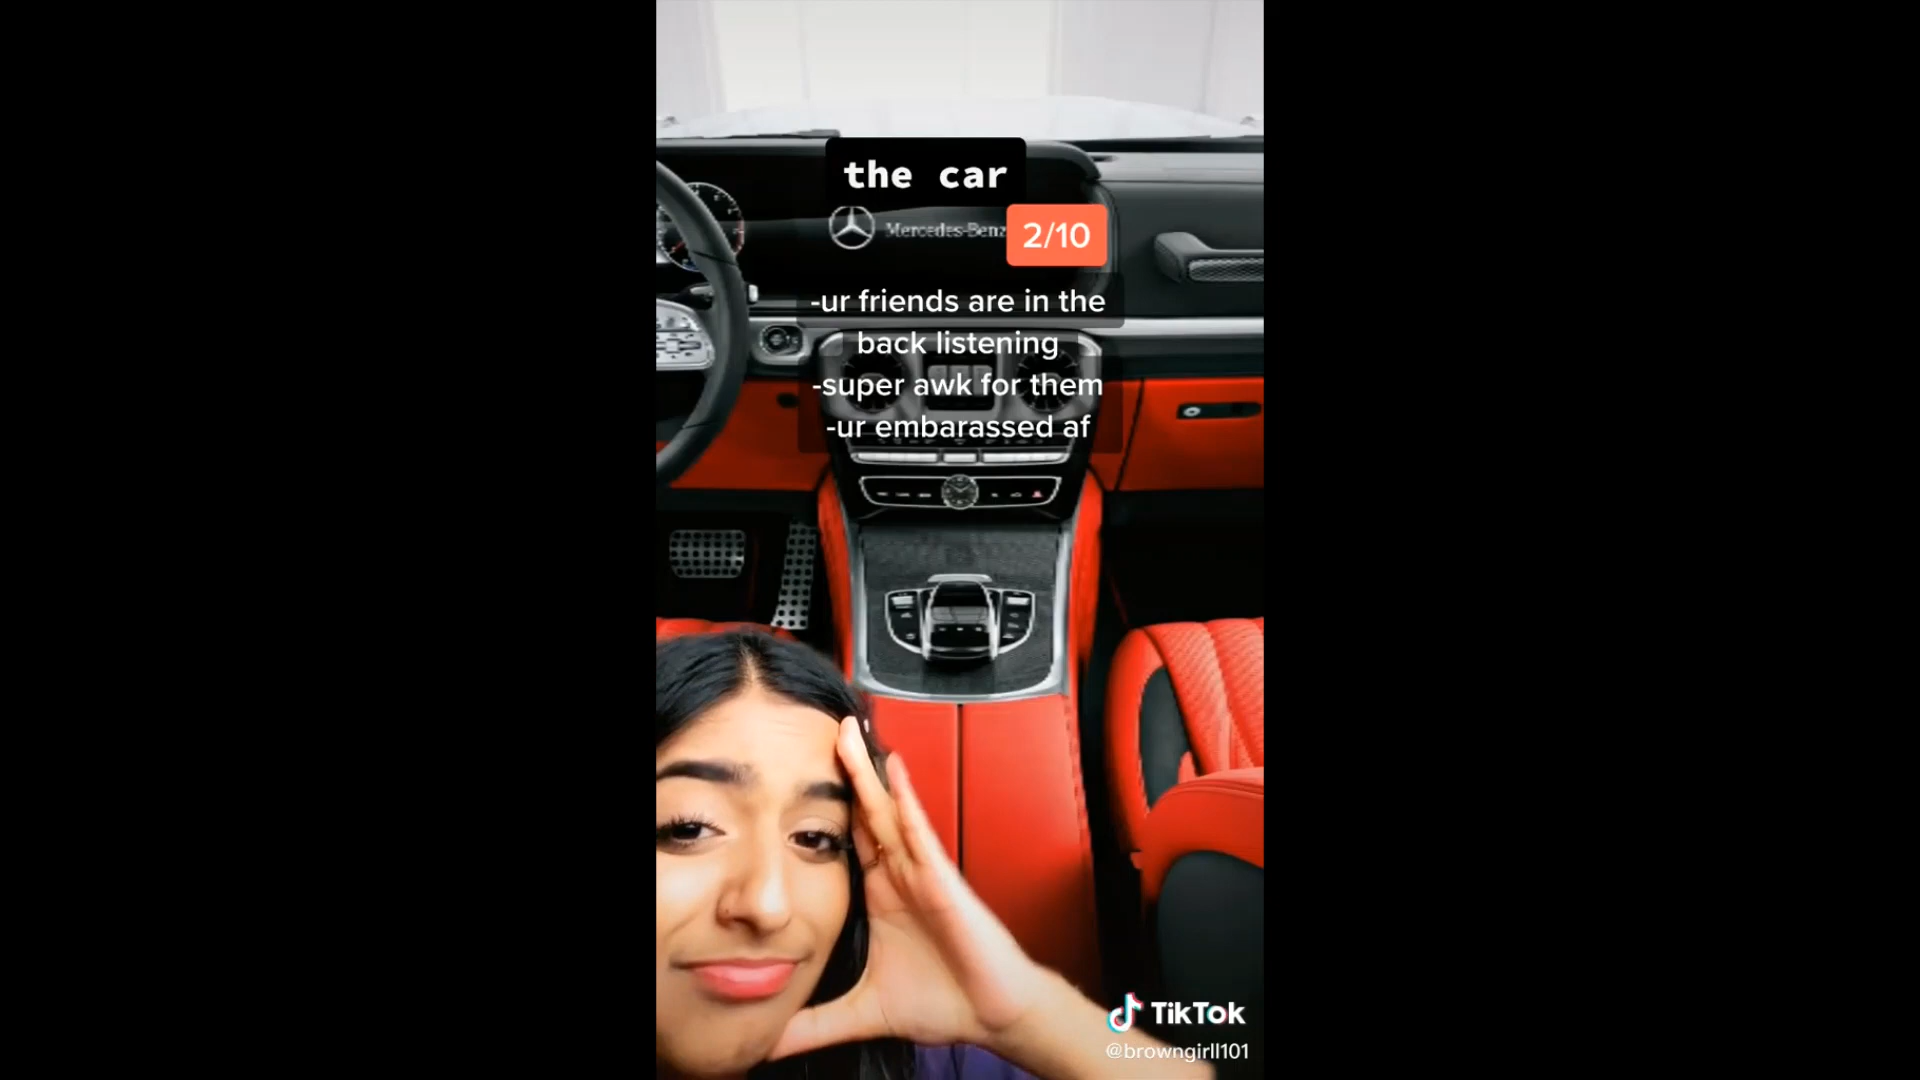 the car
Mercedes-Benz
2/10
-ur friends are in the
back listening
-super awk for them
-ur embarassed af
TikTok
@browngirll101